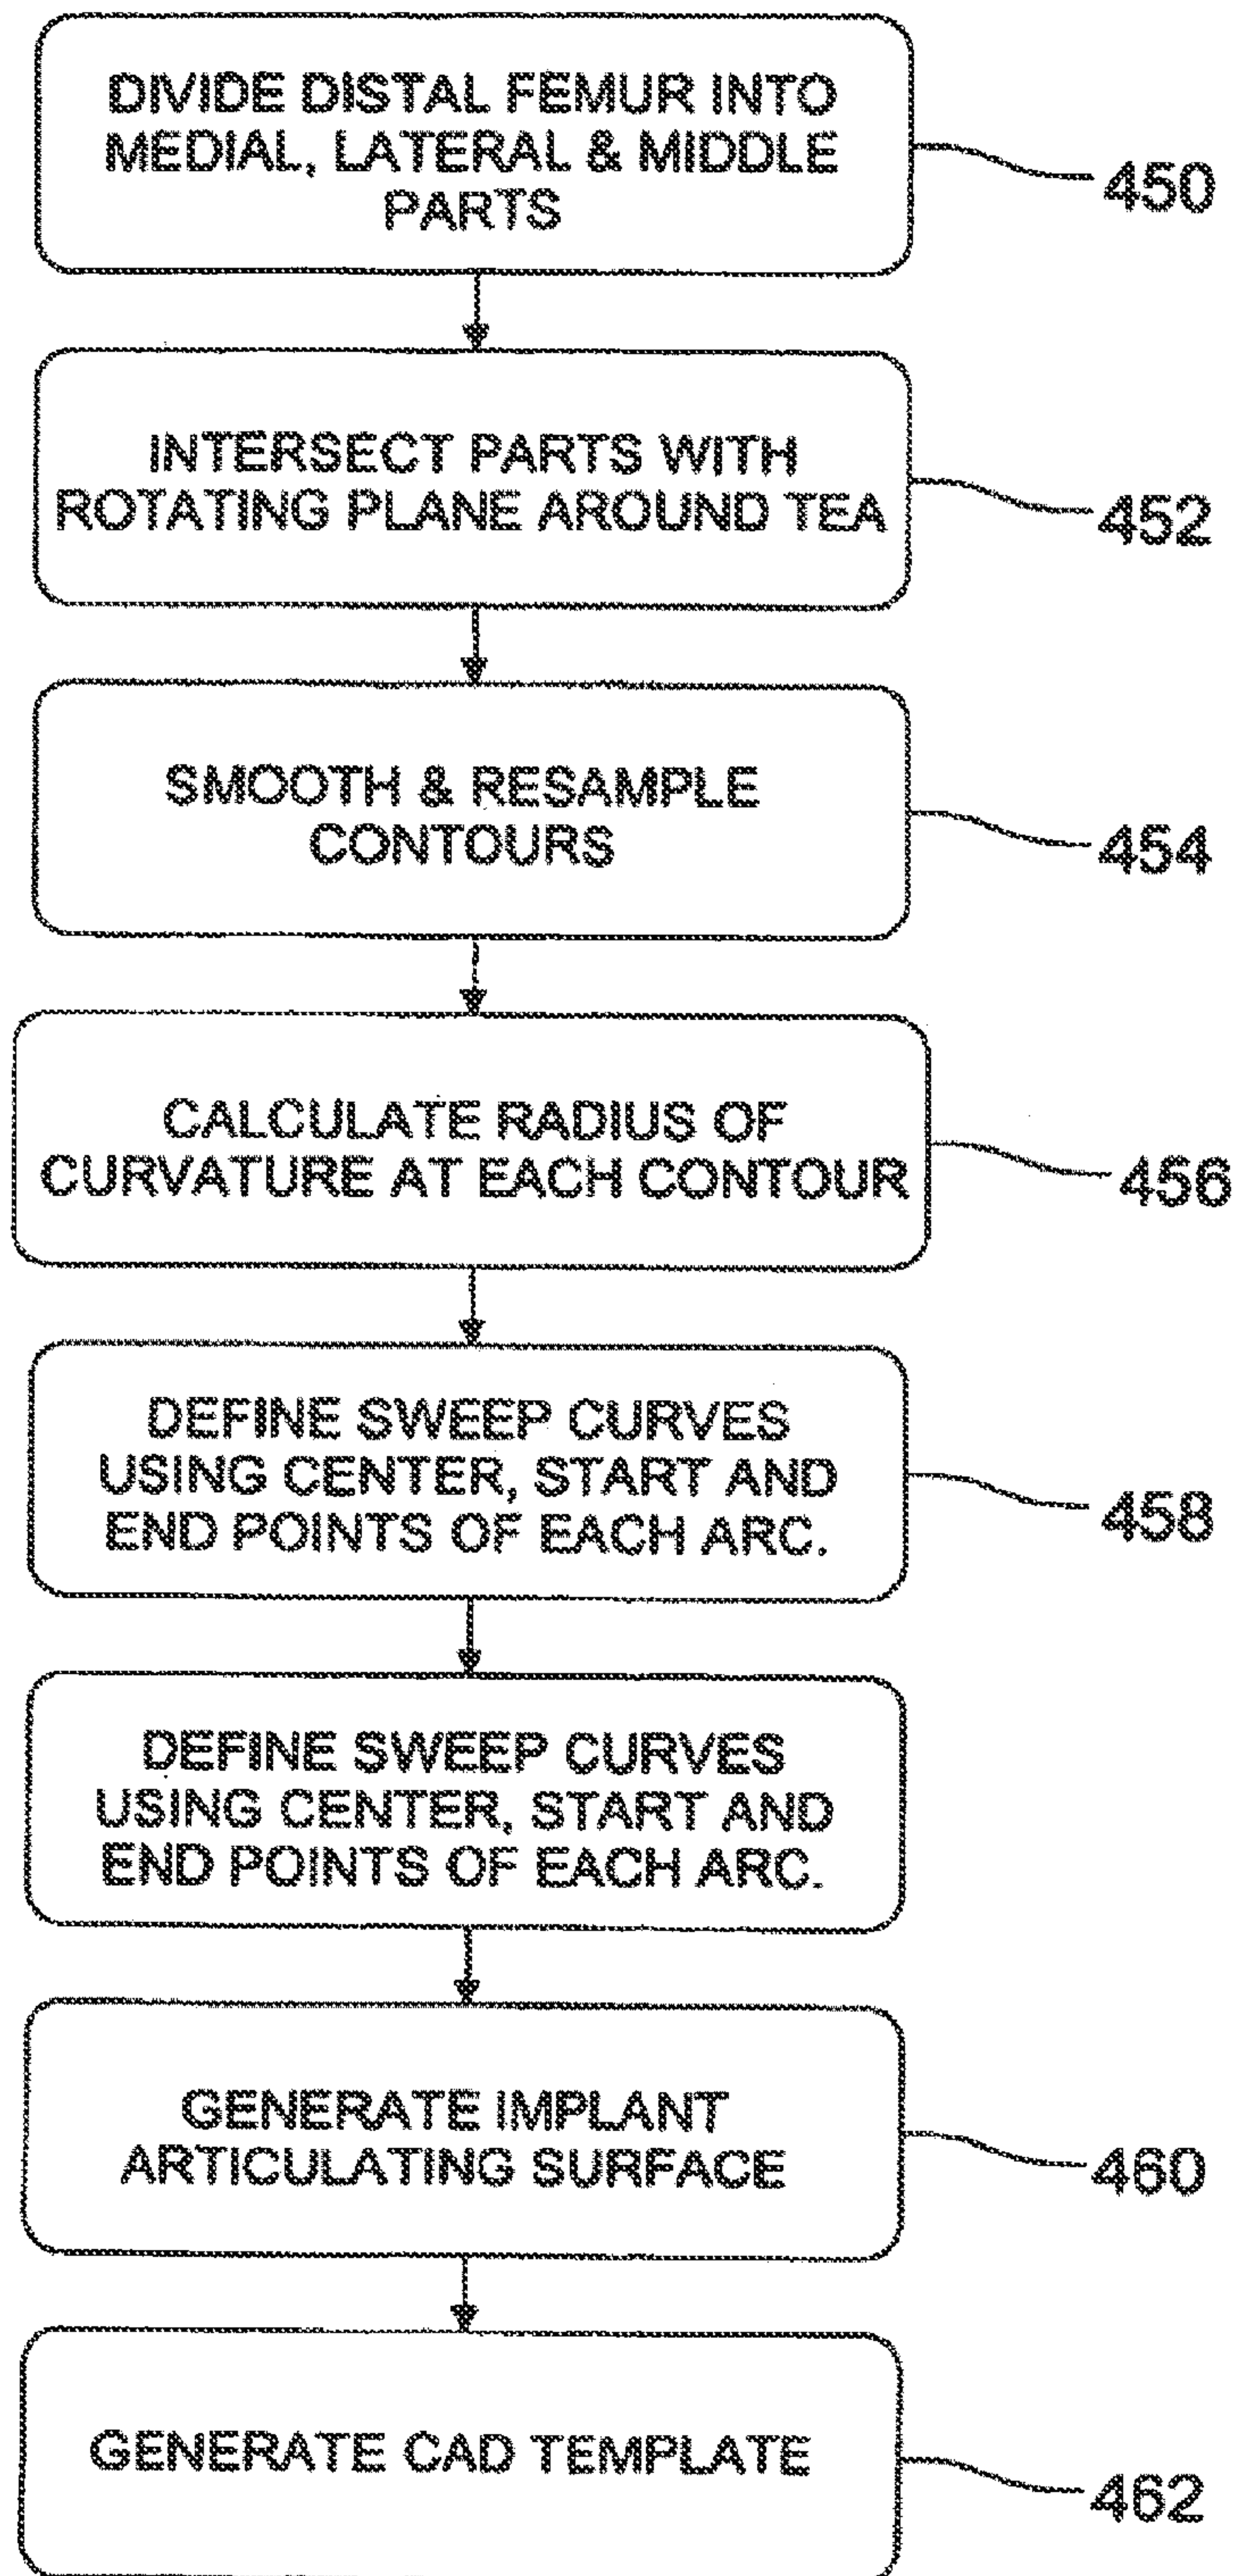 DIVIDE DISTAL FEMUR INTO
MEDIAL, LATERAL & MIDDLE
PARTS
450
INTERSECT PARTS WITH
ROTATING PLANE AROUND TEA
452
SMOOTH & RESAMPLE
CONTOURS
454
CALCULATE RADIUS OF
CURVATURE AT EACH CONTOUR
456
DEFINE SWEEP CURVES
USING CENTER, START AND
END POINTS OF EACH ARC.
458
DEFINE SWEEP CURVES
USING CENTER, START AND
END POINTS OF EACH ARC.
GENERATE IMPLANT
ARTICULATING SURFACE
460
GENERATE CAD TEMPLATE
462